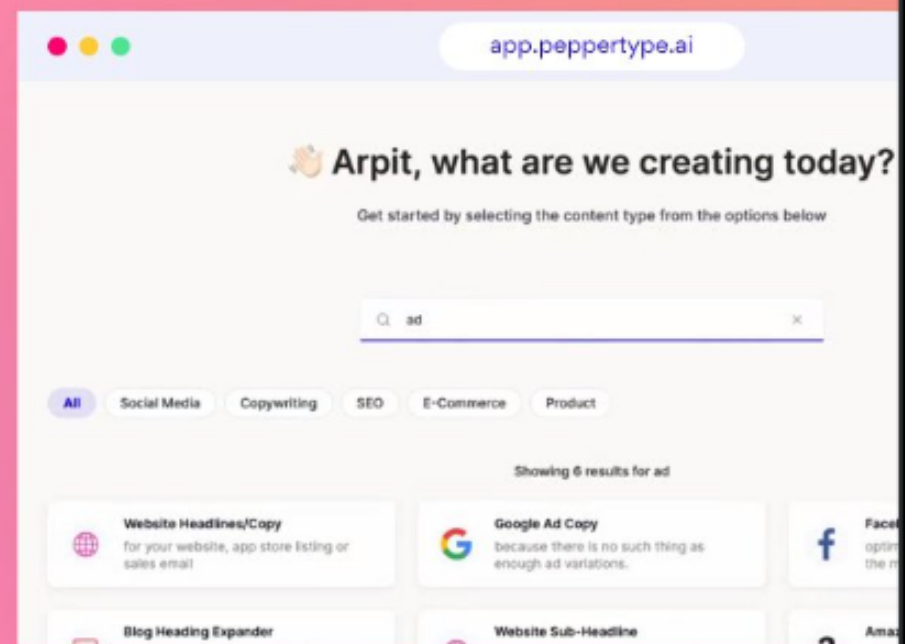 app.peppertype.ai
👋🏻 Arpit, what are we creating today?
Get started by selecting the content type from the options below
ad
All
Social Media
Copywriting
SEO
E-Commerce
Product
Showing 6 results for ad
Website Headlines/Copy
for your website, app store listing or
sales email
Google Ad Copy
because there is no such thing as
enough ad variations.
the
Blog Heading Expander
Website Sub-Headline